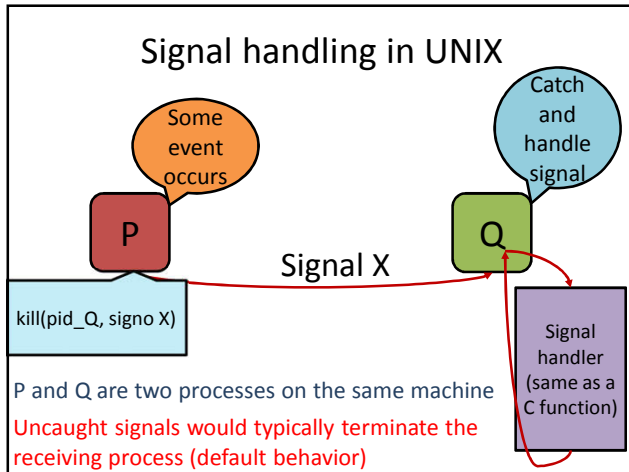 Signal handling in UNIX
Some
event
occurs
Catch
and
handle
signal
P
Q
Signal X
kill(pid_Q, signo X)
Signal
handler
(same as a
C function)
P and Q are two processes on the same machine
Uncaught signals would typically terminate the
receiving process (default behavior)